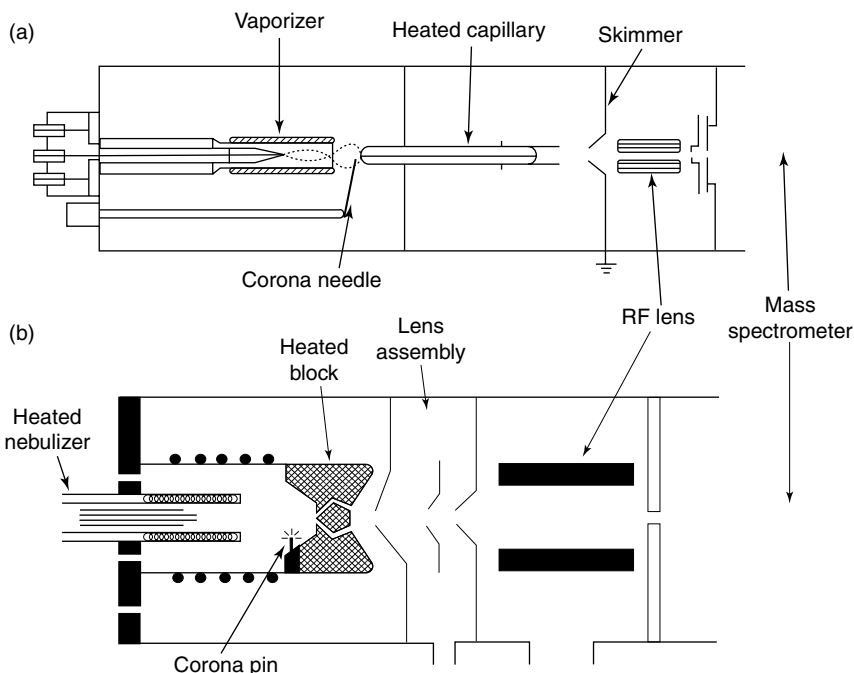 (a)
Vaporizer
Heated capillary
Skimmer
Corona needle
RF lens
Mass
spectrometer
(b)
Heated
nebulizer
Heated
block
Lens
assembly
Corona pin